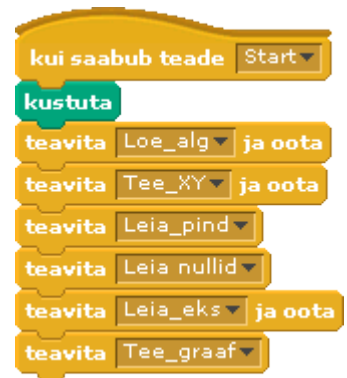 kui saabub teade Start
kustuta
teavita Loe_alg ja oota
teavita Tee_XY ja oota
teavita Leia_pind
teavita Leia nullid
teavita Leia_eks ja oota
teavita Tee_graaf